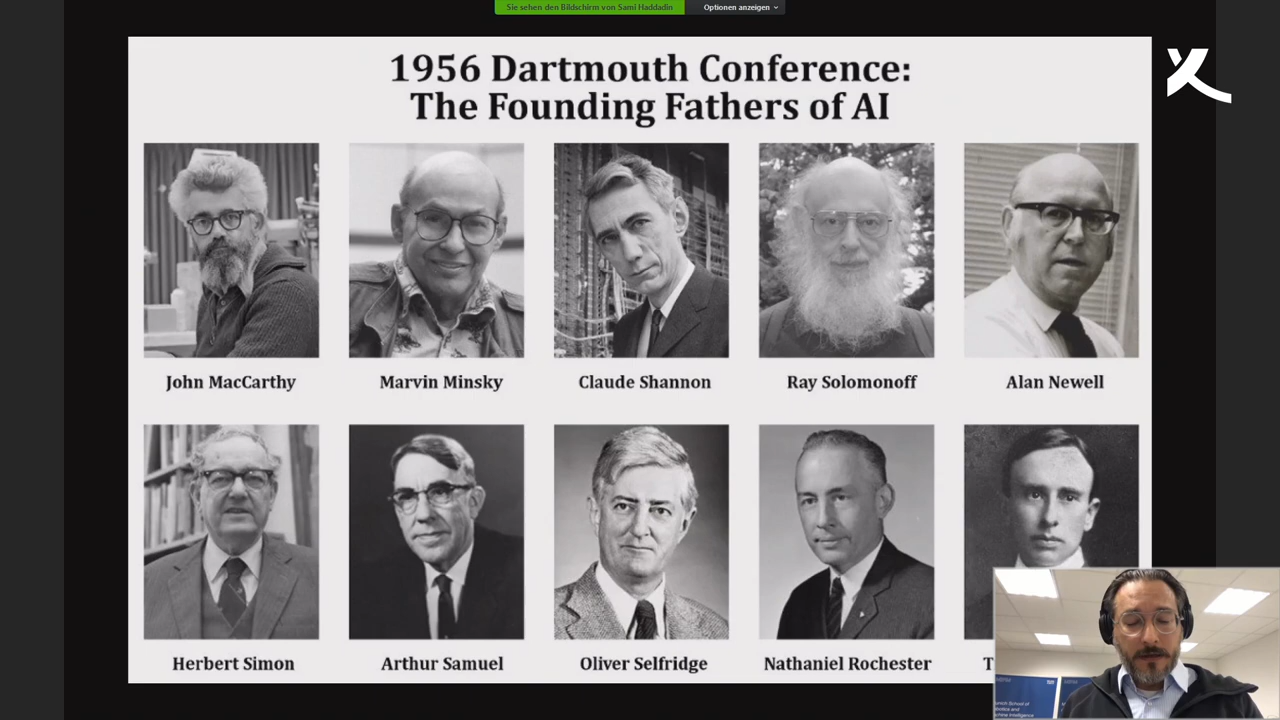 Sie sehen den Bildschirm von Sami Haddadin
Optionen anzeigen
1956 Dartmouth Conference:
The Founding Fathers of AI
John MacCarthy
Marvin Minsky
Claude Shannon
Ray Solomonoff
Alan Newell
Herbert Simon
Arthur Samuel
Oliver Selfridge
Nathaniel Rochester
T